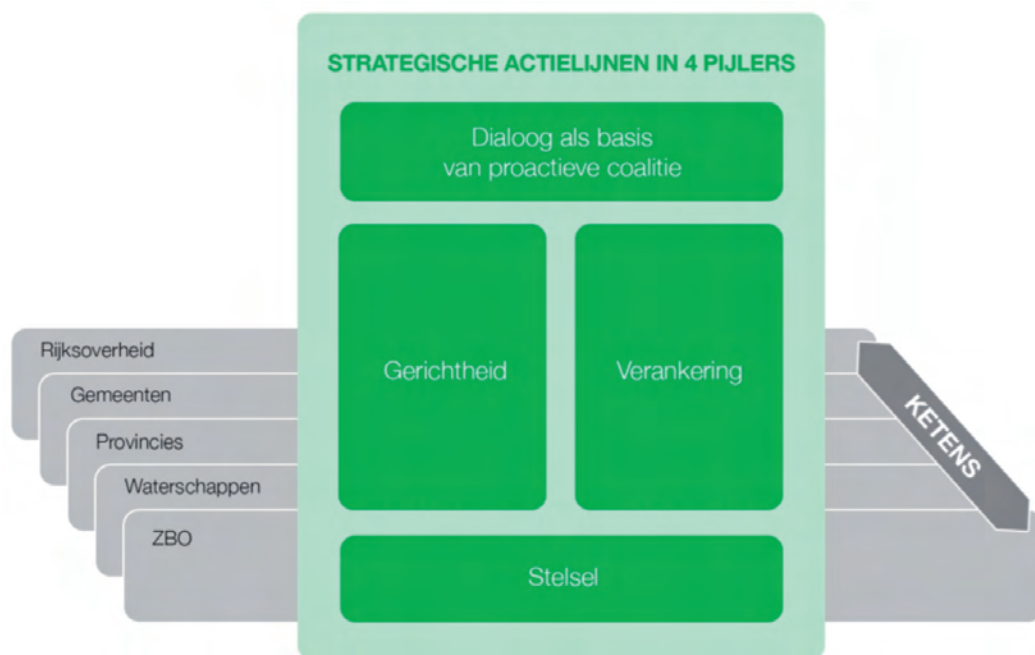 STRATEGISCHE ACTIELIJNEN IN 4 PIJLERS
Dialoog als basis
van proactieve coalitie
Gerichtheid
Verankering
Stelsel
Rijksoverheid
Gemeenten
Provincies
Waterschappen
ZBO
KETENS